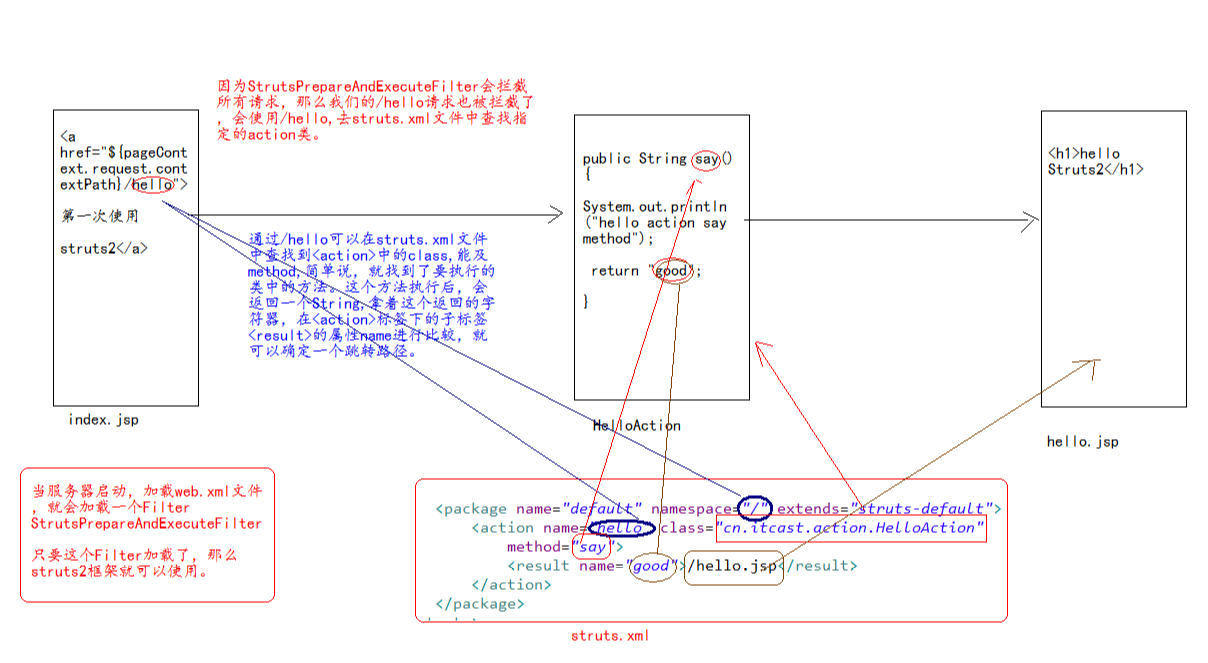 因为StrutsPrepareAndExecuteFilter会拦截
所有请求，那么我们的/hello请求也被拦截了
，会使用/hello,去struts.xml文件中查找指
定的action类。
<a
href="${pageCont
ext.request.cont
extPath}/hello">
第一次使用
struts2</a>
index.jsp
通过/hello可以在struts.xml文件
中查找到<action>中的class,能及
method,简单说，就找到了要执行的
类中的方法。这个方法执行后，会
返回一个String,拿着这个返回的字
符器，在<action>标签下的子标签
<result>的属性name进行比较，就
可以确定一个跳转路径。
public String say()
{
System.out.println
("hello action say
method");
return "good";
}
HelloAction
<h1>hello
Struts2</h1>
hello.jsp
当服务器启动，加载web.xml文件
，就会加载一个Filter
StrutsPrepareAndExecuteFilter
只要这个Filter加载了，那么
struts2框架就可以使用。
<package name="default" namespace="/" extends="struts-default">
<action name="hello" class="cn.itcast.action.HelloAction"
method="say">
<result name="good">/hello.jsp</result>
</action>
</package>
struts.xml